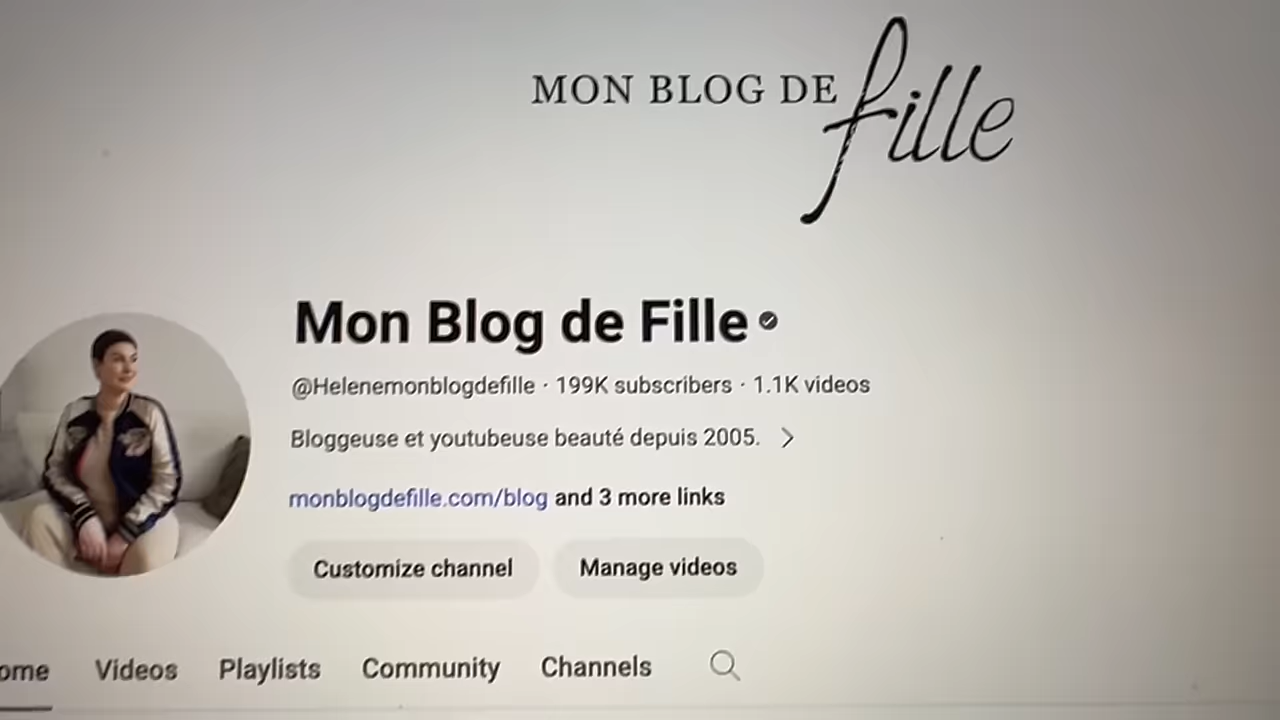 MON BLOG DE fille
Mon Blog de Fille
@Helenemonblogdefille · 199K subscribers · 1.1K videos
Bloggeuse et youtubeuse beauté depuis 2005.
monblogdefille.com/blog and 3 more links
Customize channel Manage videos
ome Videos Playlists Community Channels